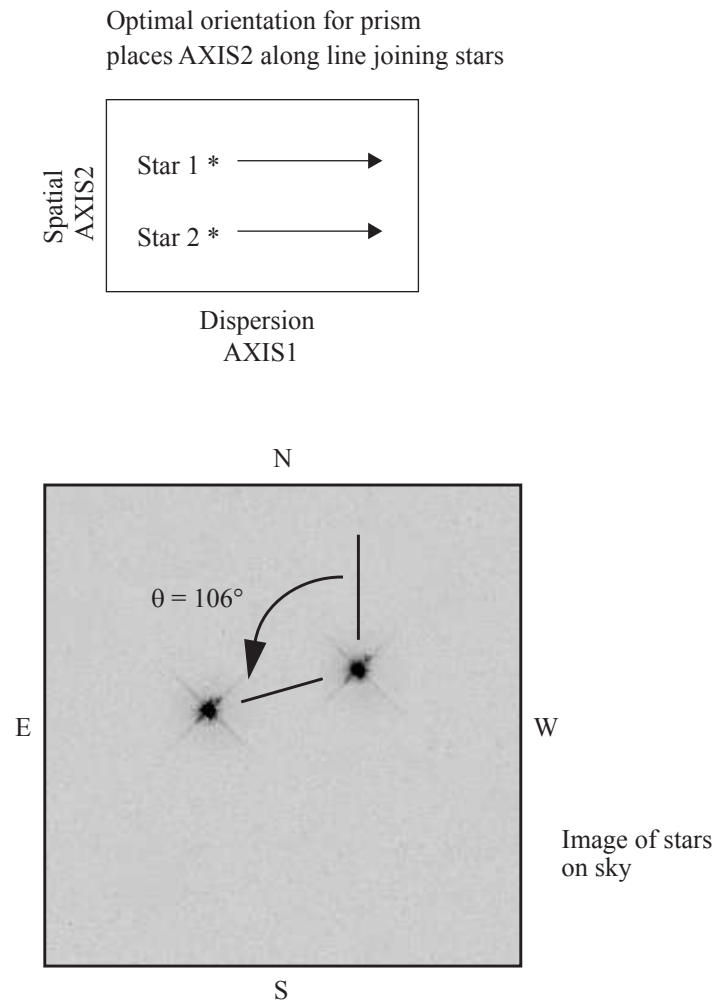 Optimal orientation for prism
places AXIS2 along line joining stars
Spatial
AXIS2
Star 1 *
Star 2 *
Dispersion
AXIS1
N
θ = 106°
E
W
Image of stars
on sky
S